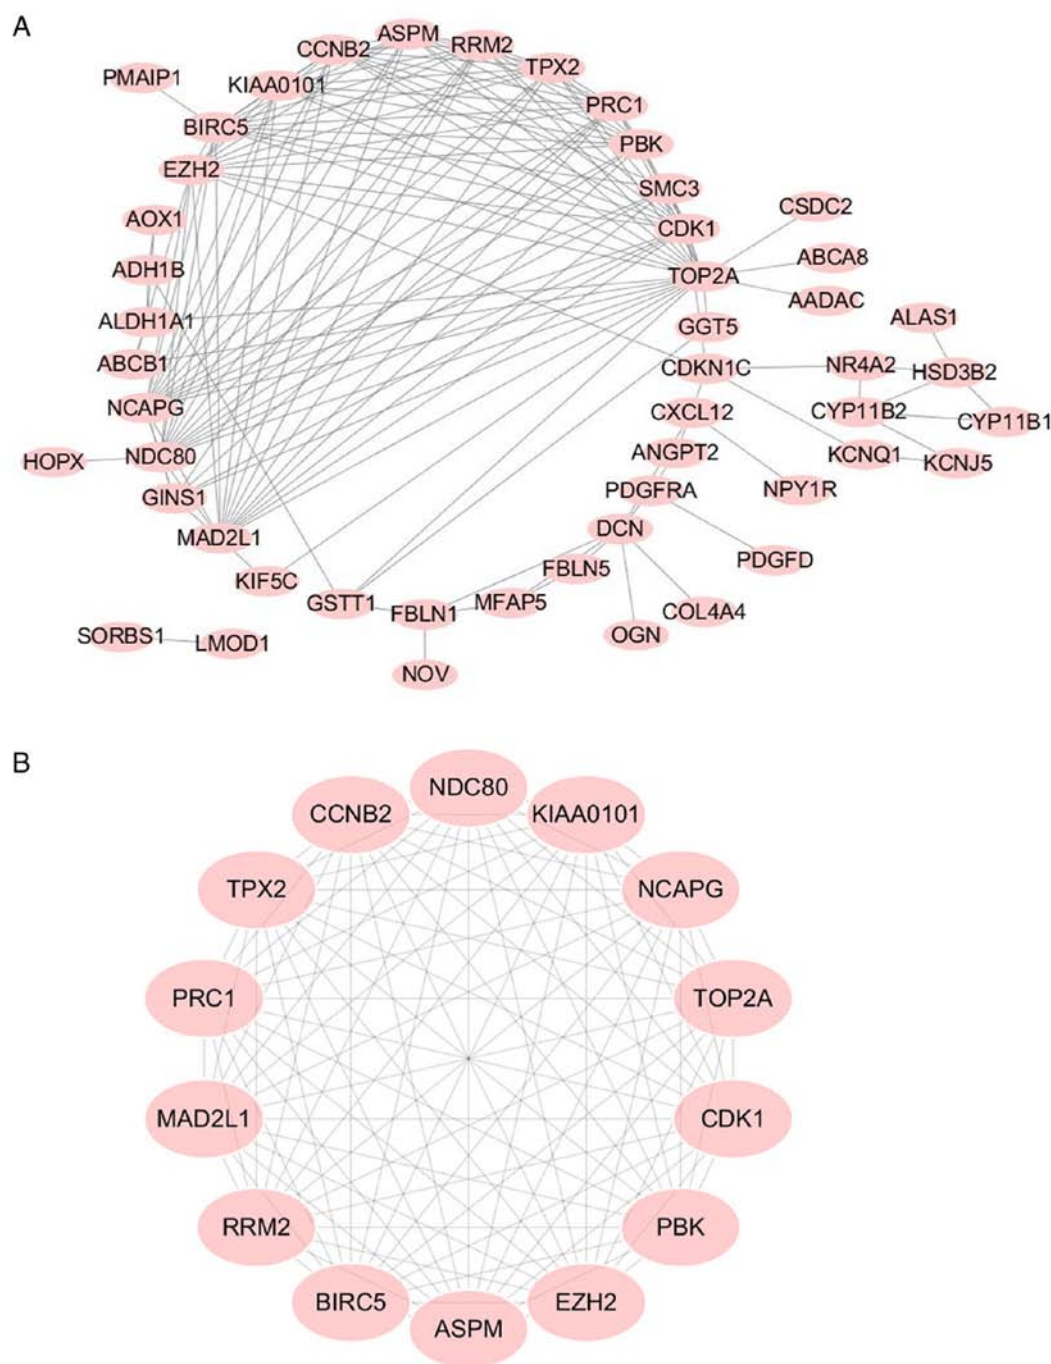 A
ASPM
CCNB2
RRM2
TPX2
PMAIP1
KIAA0101
PRC1
BIRC5
PBK
EZH2
SMC3
CSDC2
AOX1
CDK1
ABCA8
ADH1B
TOP2A
AADAC
ALDH1A1
GGT5
ALAS1
ABCB1
CDKN1C
NR4A2
HSD3B2
NCAPG
CXCL12
CYP11B2
CYP11B1
HOPX
NDC80
ANGPT2
KCNQ1
KCNJ5
GINS1
PDGFRA
NPY1R
MAD2L1
DCN
KIF5C
FBLN5
PDGFD
GSTT1
FBLN1
MFAP5
COL4A4
SORBS1
LMOD1
OGN
NOV
B
NDC80
CCNB2
KIAA0101
TPX2
NCAPG
PRC1
TOP2A
MAD2L1
CDK1
RRM2
PBK
BIRC5
EZH2
ASPM